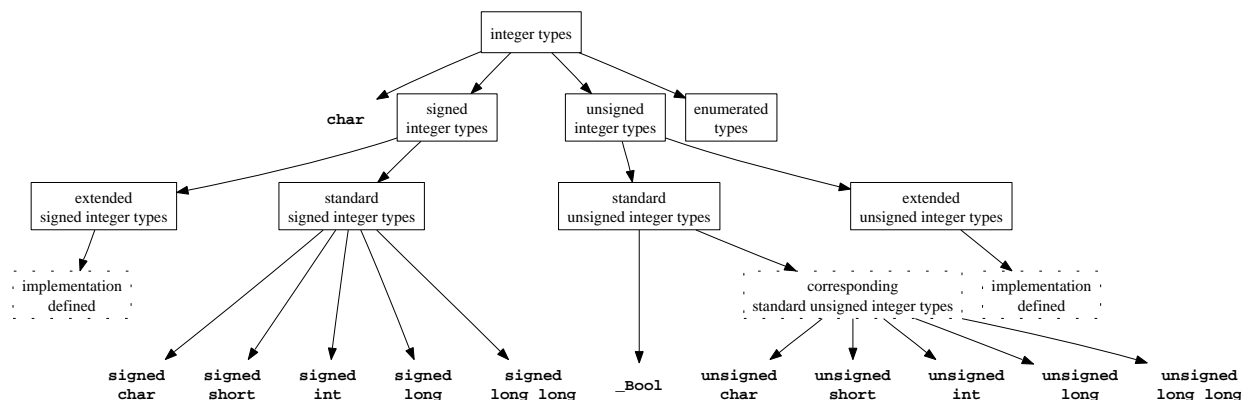 integer types
char
signed
integer types
unsigned
integer types
enumerated
types
extended
signed integer types
standard
signed integer types
standard
unsigned integer types
extended
unsigned integer types
implementation
defined
corresponding
standard unsigned integer types
implementation
defined
signed
char
signed
short
signed
int
signed
long
signed
long long
_Bool
unsigned
char
unsigned
short
unsigned
int
unsigned
long
unsigned
long long